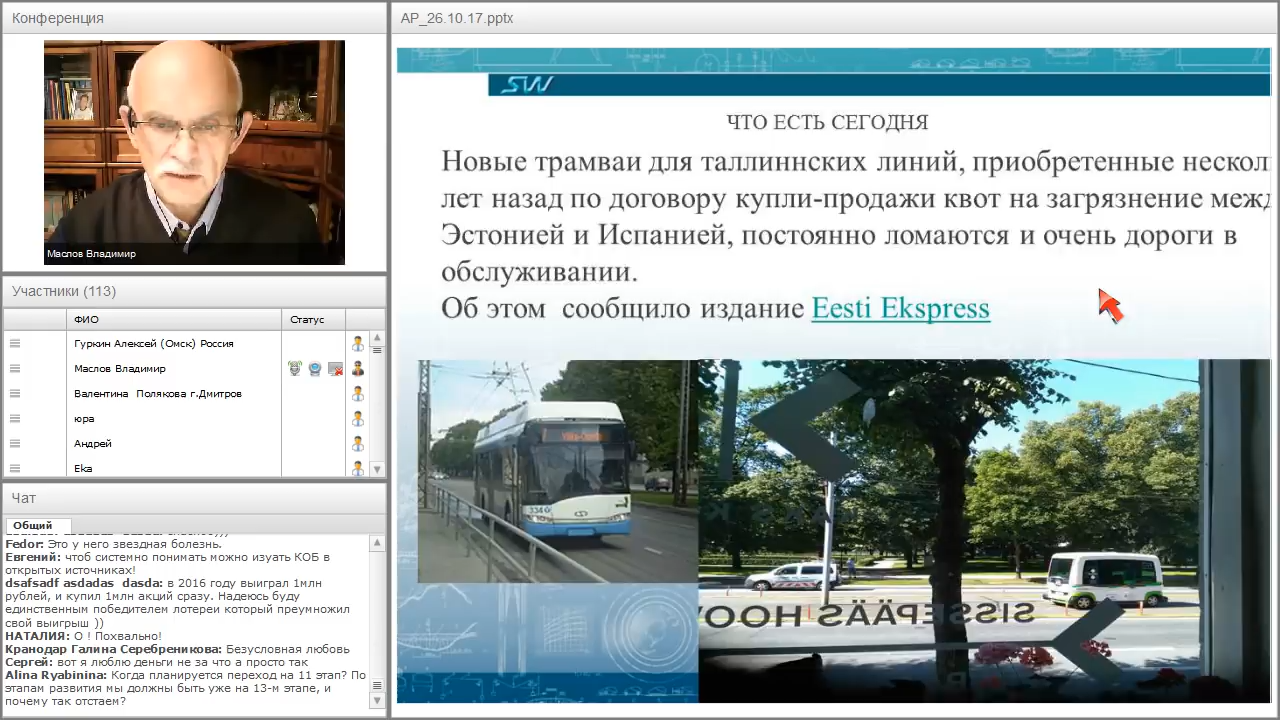 Конференция
Маслов Владимир
Участники (113)
ФИО
Статус
Гуркин Алексей (Омск) Россия
Маслов Владимир
Валентина Полякова г.Дмитров
юра
Андрей
Eka
Чат
Общий
Fedor: Это у него звездная болезнь.
Евгений: чтоб системно понимать можно изуать КОБ в
открытых источниках!
dsafsadf asdadas dasda: в 2016 году выиграл 1млн
рублей, и взял 1млн акций сразу. Надеюсь буду
единственным победителем лотереи который преумножил
свой выигрыш ))
НАТАЛИЯ: О ! Похвально!
Кранодар Галина Серебреникова: Безусловная любовь
Сергей: вот я люблю деньги не за что а просто так
Alina Ryabinina: Когда планируется переход на 11 этап? По
этапам развития мы должны быть уже на 13-м этапе, и
почему так отстаем?
AP_26.10.17.pptx
SW
ЧТО ЕСТЬ СЕГОДНЯ
Новые трамваи для таллиннских линий, приобретенные нескол
лет назад по договору купли-продажи квот на загрязнение межд
Эстонией и Испанией, постоянно ломаются и очень дороги в
обслуживании.
Об этом сообщило издание Eesti Ekspress
334
SISSEPÄÄS HOOV